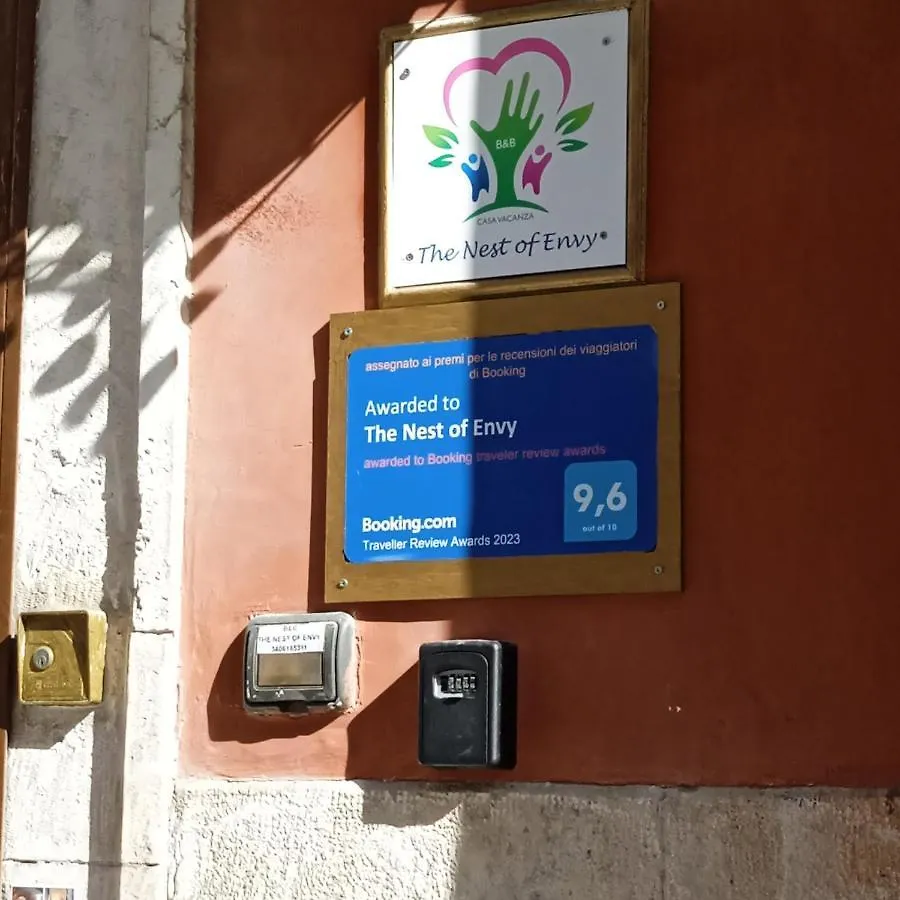 B&B
CASA VACANZA
The Nest of Envy
assegnato ai premi per le recensioni dei viaggiatori
di Booking
Awarded to
The Nest of Envy
awarded to Booking traveler review awards
9,6
out of 10
Booking.com
Traveller Review Awards 2023
B&B
THE NEST OF ENVY